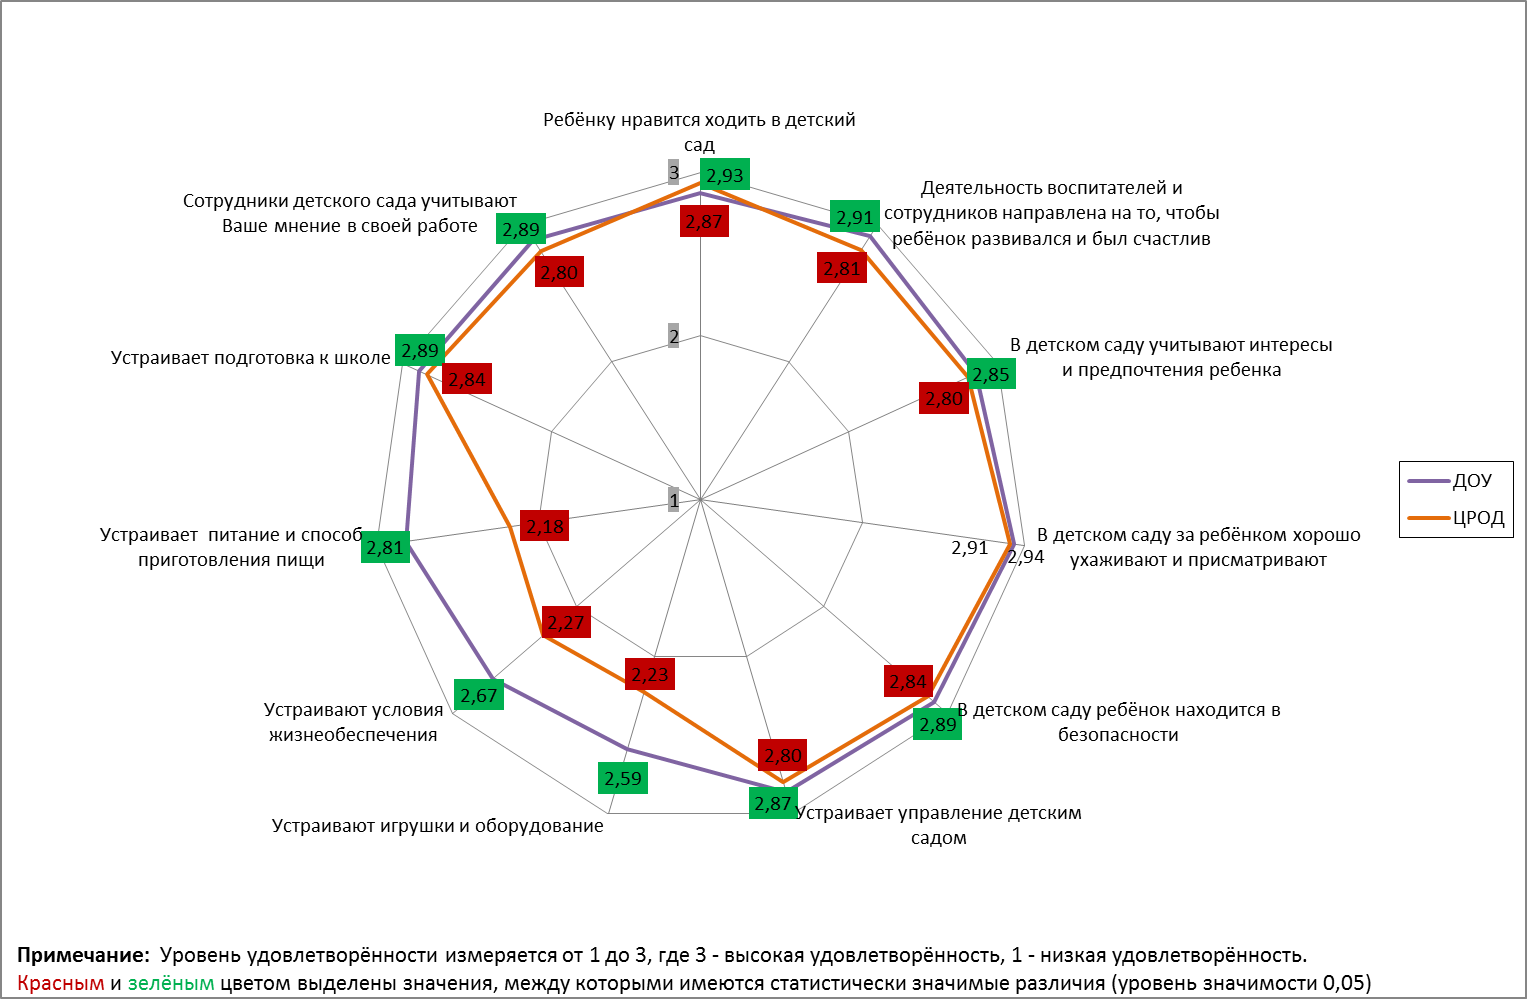 Ребёнку нравится ходить в детский
сад
3
2,93
2,87
Деятельность воспитателей и
сотрудников направлена на то, чтобы
ребёнок развивался и был счастлив
2,91
2,81
Сотрудники детского сада учитывают
Ваше мнение в своей работе
2,89
2,80
В детском саду учитывают интересы
и предпочтения ребенка
2,85
2,80
2
Устраивает подготовка к школе
2,89
2,84
1
ДОУ
ЦРОД
В детском саду за ребёнком хорошо
ухаживают и присматривают
2,91
2,94
Устраивает  питание и способ
приготовления пищи
2,81
2,18
2,27
2,67
Устраивают условия
жизнеобеспечения
2,23
2,59
2,84
2,89
В детском саду ребёнок находится в
безопасности
2,80
2,87
Устраивает управление детским
садом
Устраивают игрушки и оборудование
Примечание:  Уровень удовлетворённости измеряется от 1 до 3, где 3 - высокая удовлетворённость, 1 - низкая удовлетворённость.
Красным и зелёным цветом выделены значения, между которыми имеются статистически значимые различия (уровень значимости 0,05)